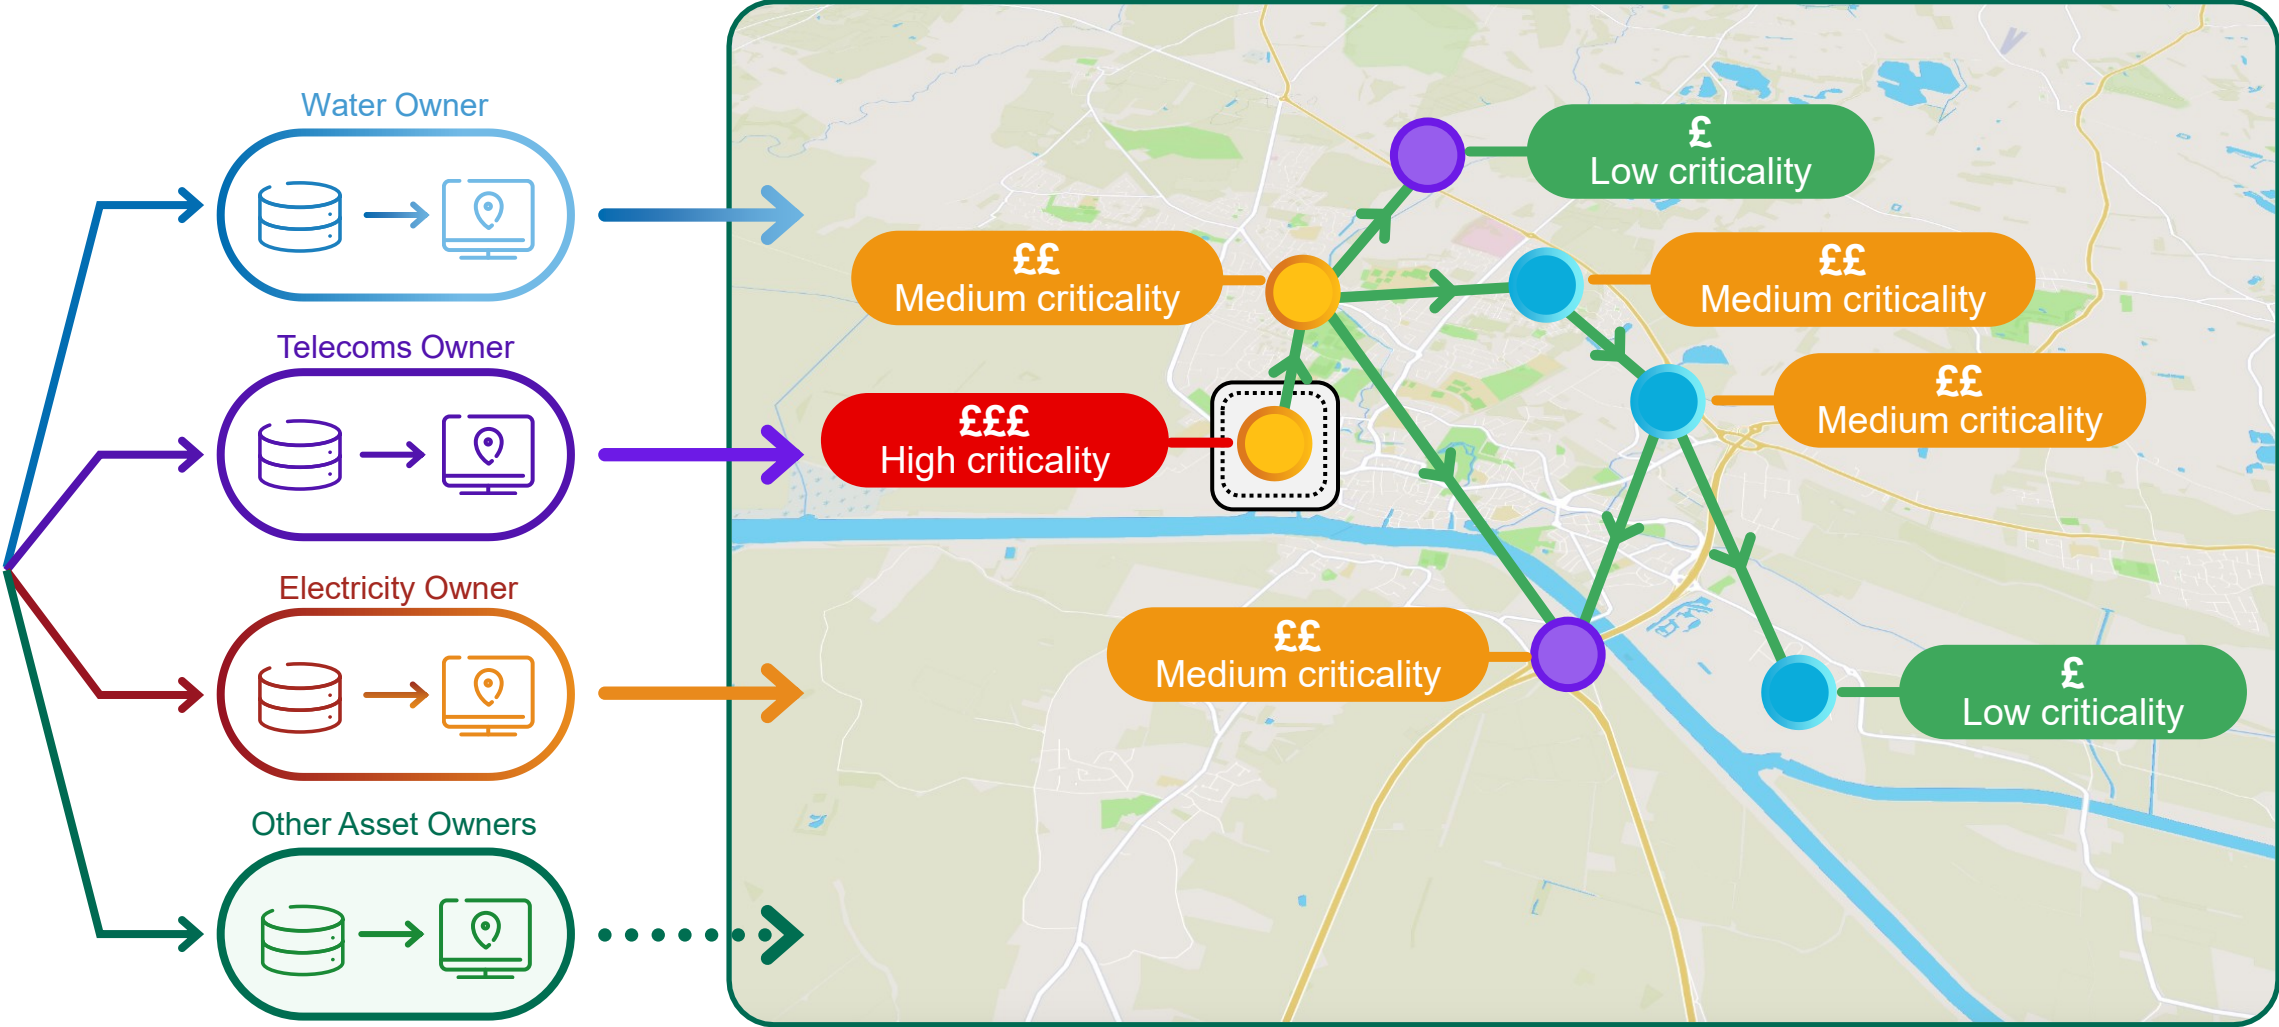 Water Owner
Telecoms Owner
Electricity Owner
Other Asset Owners
£
Low criticality
££
Medium criticality
££
Medium criticality
££
Medium criticality
£££
High criticality
££
Medium criticality
£
Low criticality